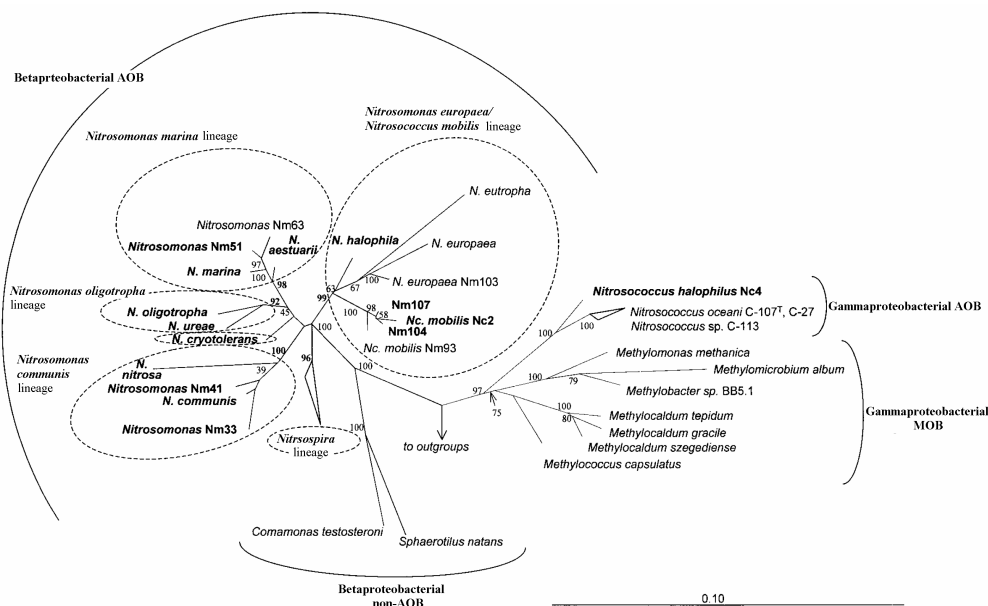 Betaprteobacterial AOB
Nitrosomonas europaea/
Nitrosococcus mobilis lineage
Nitrosomonas marina lineage
N. eutropha
Nitrosomonas Nm63
N. halophila
N. europaea
Nitrosomonas Nm51
N.
aestuarii
97
N. marina
100
98
63
67
100
N. europaea Nm103
Nitrosomonas oligotropha
lineage
92
99
N. oligotropha
45
N. ureae
N. cryotolerans
100
98
58
Nm107
Nc. mobilis Nc2
Nm104
Nc. mobilis Nm93
100
Nitrosococcus halophilus Nc4
Nitrosococcus oceani C-107T, C-27
Nitrosococcus sp. C-113
100
100
Gammaproteobacterial AOB
Nitrosomonas
communis
lineage
100
N.
nitrosa
39
Nitrosomonas Nm41
N. communis
Nitrosomonas Nm33
96
100
Methylomonas methanica
Methylomicrobium album
Methylobacter sp. BB5.1
100
79
97
75
100
80
Methylocaldum tepidum
Methylocaldum gracile
Methylocaldum szegediense
Methylococcus capsulatus
Gammaproteobacterial
MOB
Nitrsospira
lineage
100
to outgroups
Comamonas testosteroni
Sphaerotilus natans
Betaproteobacterial
non-AOB
0.10